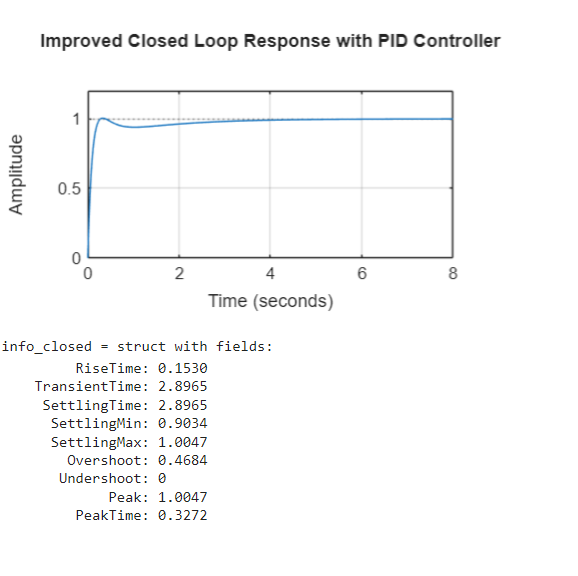 Improved Closed Loop Response with PID Controller
Amplitude
1
0.5
0
0 2 4 6 8
Time (seconds)
info_closed = struct with fields:
RiseTime: 0.1530
TransientTime: 2.8965
SettlingTime: 2.8965
SettlingMin: 0.9034
SettlingMax: 1.0047
Overshoot: 0.4684
Undershoot: 0
Peak: 1.0047
PeakTime: 0.3272